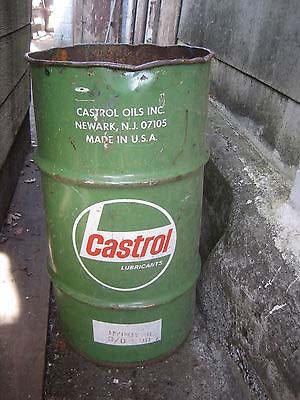 CASTROL OILS INC.
NEWARK, N.J. 07105
MADE IN U.S.A.
Castrol
LUBRICANTS